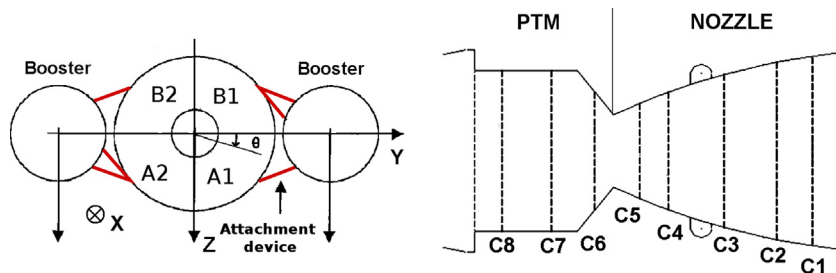 Booster
Booster
B2
B1
θ
Y
A2
A1
X
Attachment
device
Z
PTM
NOZZLE
C8
C7
C6
C5
C4
C3
C2
C1